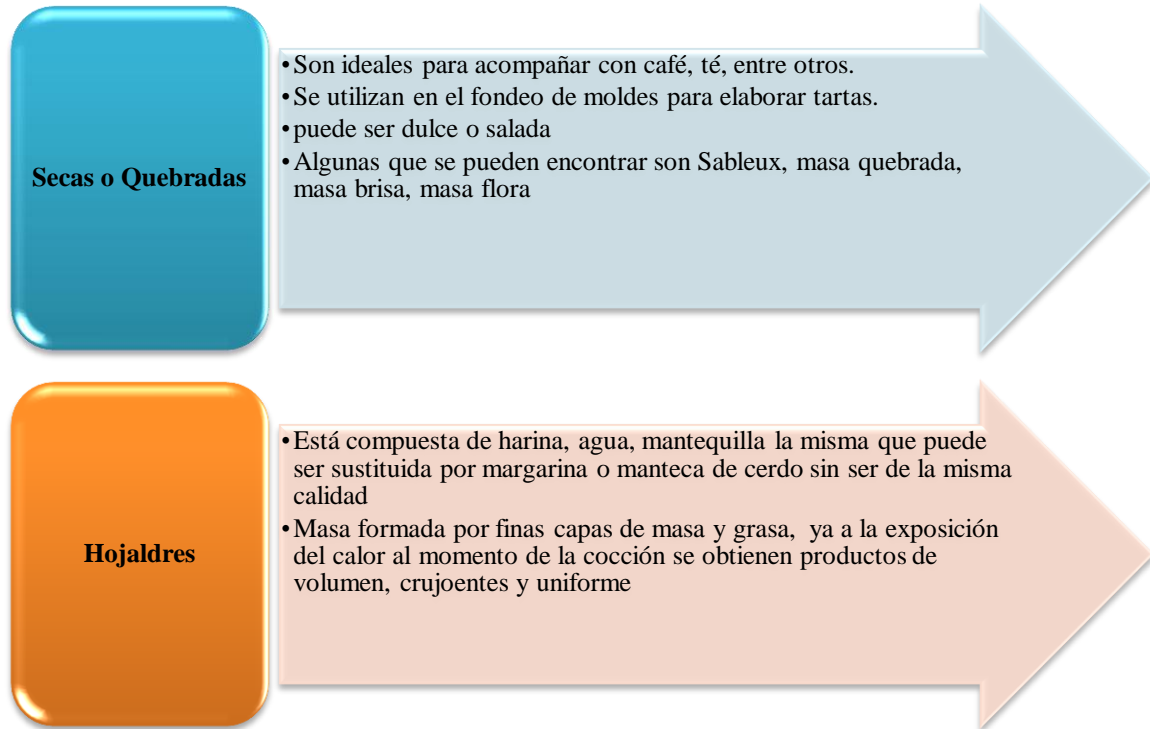 Secas o Quebradas
•Son ideales para acompañar con café, té, entre otros.
•Se utilizan en el fondeo de moldes para elaborar tartas.
•puede ser dulce o salada
•Algunas que se pueden encontrar son Sableux, masa quebrada,
masa brisa, masa flora
Hojaldres
•Está compuesta de harina, agua, mantequilla la misma que puede
ser sustituida por margarina o manteca de cerdo sin ser de la misma
calidad
•Masa formada por finas capas de masa y grasa, ya a la exposición
del calor al momento de la cocción se obtienen productos de
volumen, crujoentes y uniforme